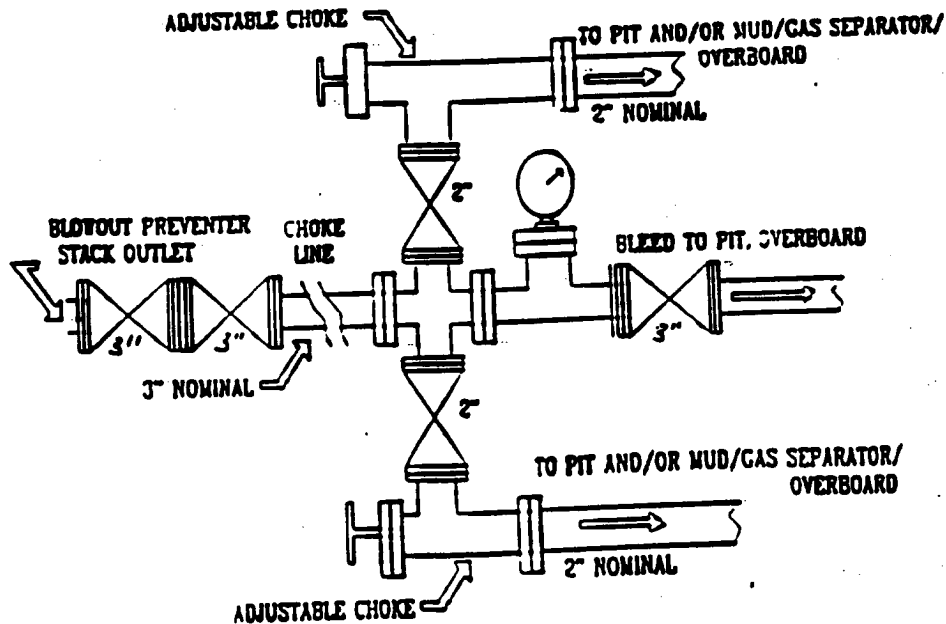 ADJUSTABLE CHOKE
TO PIT AND/OR MUD/GAS SEPARATOR/
OVERBOARD
2" NOMINAL
2"
BLOWOUT PREVENTER
STACK OUTLET
CHOKE
LINE
BLEED TO PIT, OVERBOARD
3"
3"
3"
3" NOMINAL
2"
TO PIT AND/OR MUD/GAS SEPARATOR/
OVERBOARD
2" NOMINAL
ADJUSTABLE CHOKE